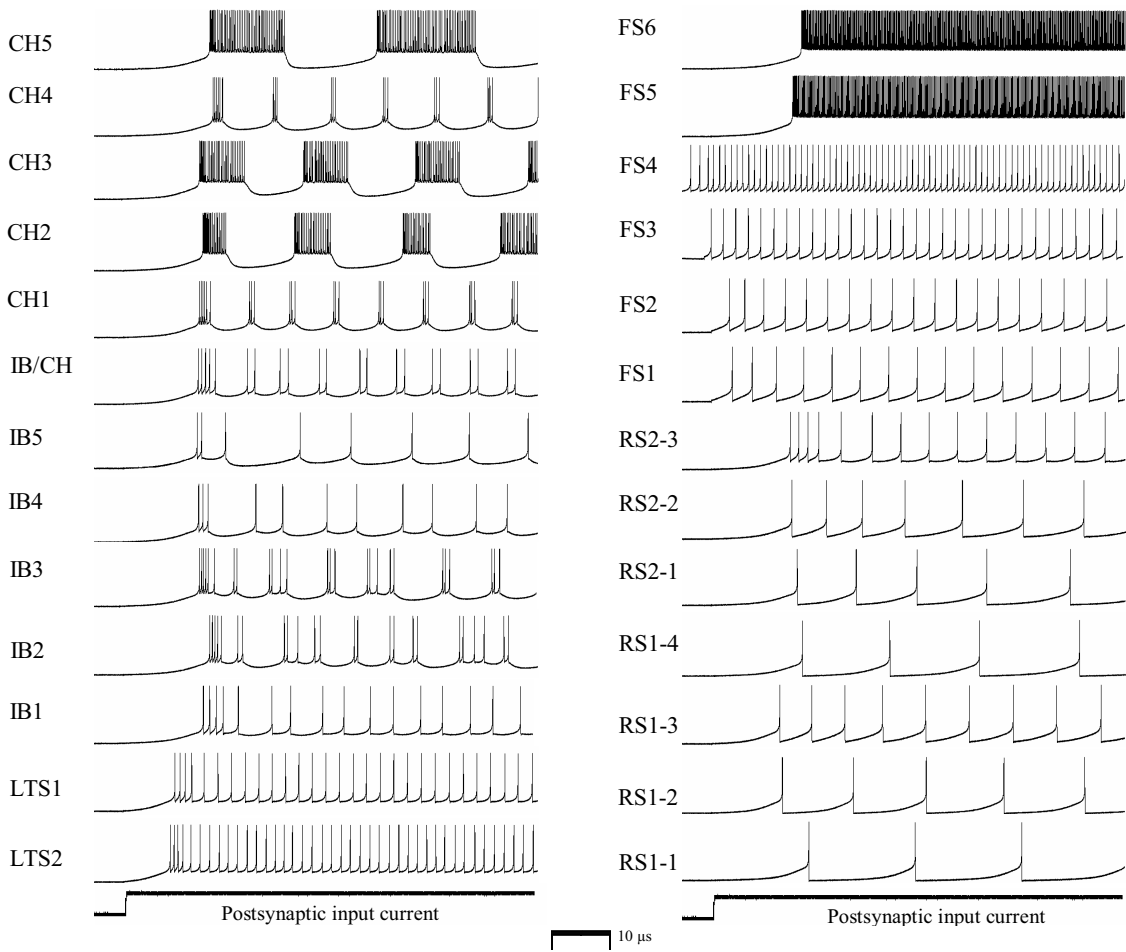 CH5
CH4
CH3
CH2
CH1
IB/CH
IB5
IB4
IB3
IB2
IB1
LTS1
LTS2
Postsynaptic input current
FS6
FS5
FS4
FS3
FS2
FS1
RS2-3
RS2-2
RS2-1
RS1-4
RS1-3
RS1-2
RS1-1
Postsynaptic input current
10 μs